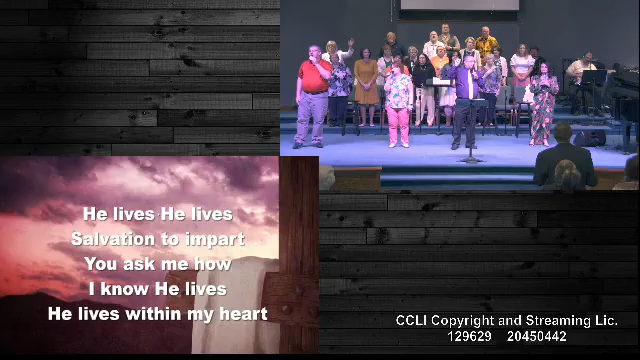 He lives He lives
Salvation to impart
You ask me how
I know He lives
He lives within my heart
CCLI Copyright and Streaming Lic.
129629 20450442